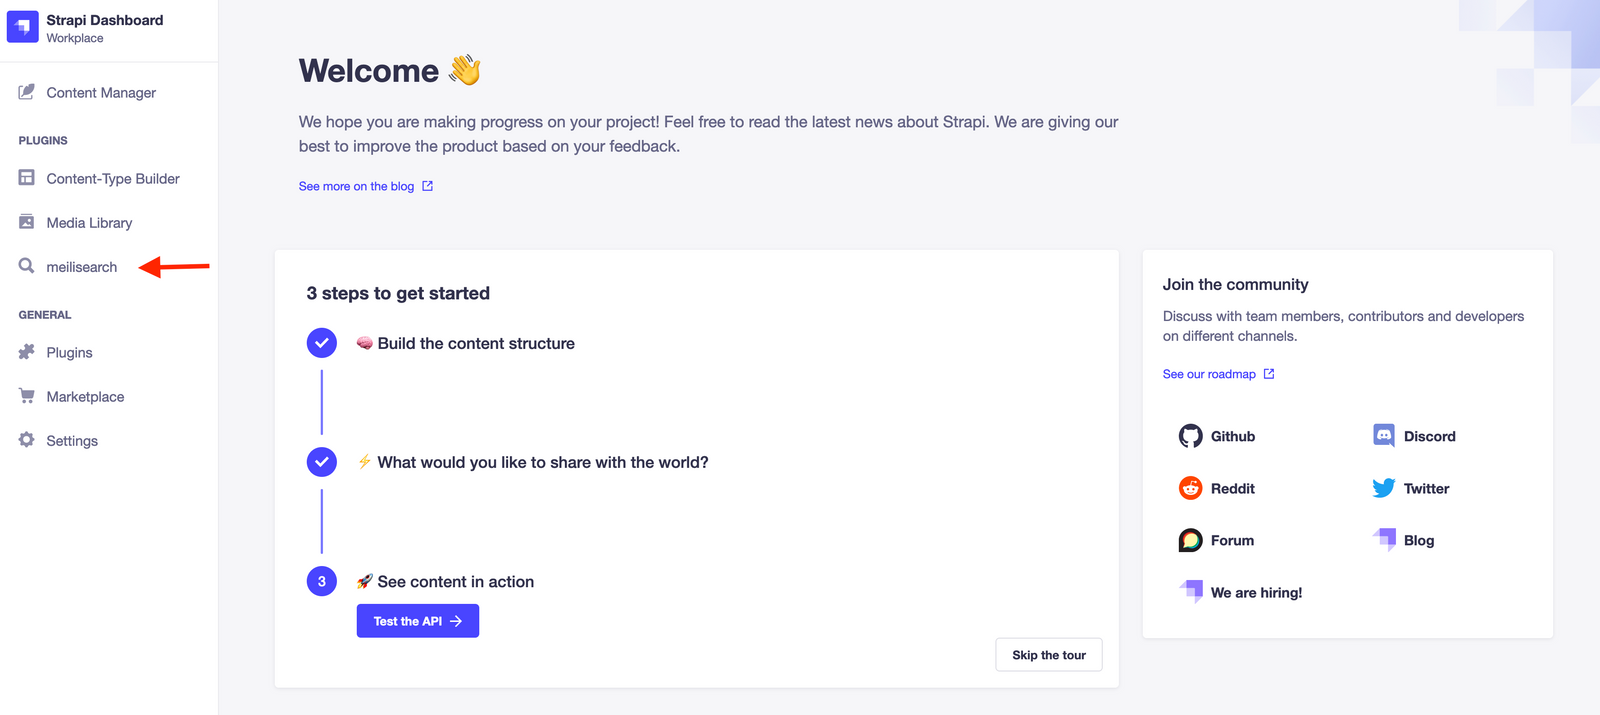 Strapi Dashboard
Workplace
Content Manager
PLUGINS
Content-Type Builder
Media Library
meilisearch
GENERAL
Plugins
Marketplace
Settings
Welcome 👋
We hope you are making progress on your project! Feel free to read the latest news about Strapi. We are giving our
best to improve the product based on your feedback.
See more on the blog
3 steps to get started
🧠 Build the content structure
⚡ What would you like to share with the world?
3
🚀 See content in action
Test the API
Skip the tour
Join the community
Discuss with team members, contributors and developers
on different channels.
See our roadmap
Github
Discord
Reddit
Twitter
Forum
Blog
We are hiring!